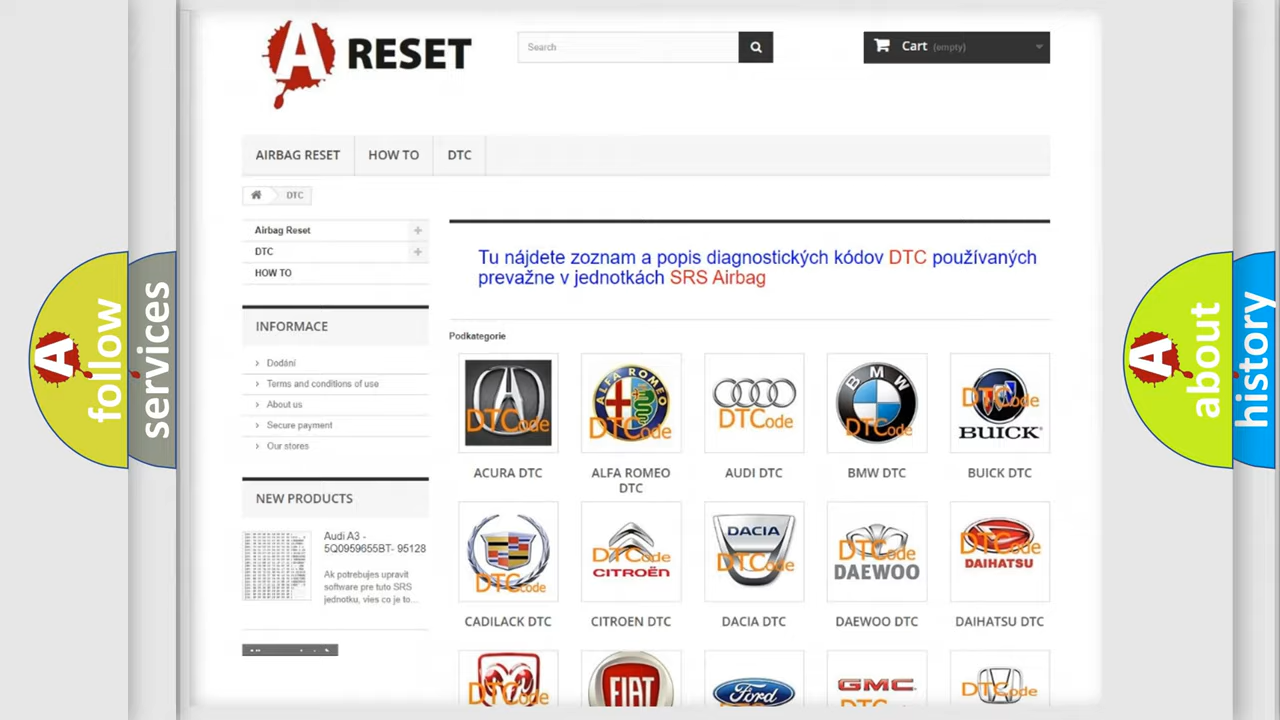 A RESET
Search
Cart (empty)
AIRBAG RESET
HOW TO
DTC
DTC
Airbag Reset
DTC
HOW TO
Tu nájdete zoznam a popis diagnostických kódov DTC používaných
prevažne v jednotkách SRS Airbag
INFORMACE
Dodání
Terms and conditions of use
About us
Secure payment
Our stores
NEW PRODUCTS
Audi A3 -
5Q0959655BT- 95128
Ak potrebujes upravit
software pre tuto SRS
jednotku, vies co je to...
Podkategorie
DTCode
ALFA ROMEO
DTCode
DTCode
BMW
DTCode
DTCode
BUICK
ACURA DTC
ALFA ROMEO
DTC
AUDI DTC
BMW DTC
BUICK DTC
DTCode
DTCode
CITROËN
DACIA
DTCode
DTCode
DAEWOO
DTCode
DAIHATSU
CADILACK DTC
CITROEN DTC
DACIA DTC
DAEWOO DTC
DAIHATSU DTC
DTCode
FIAT
Ford
GMC
DTCode
A follow
services
A about
history